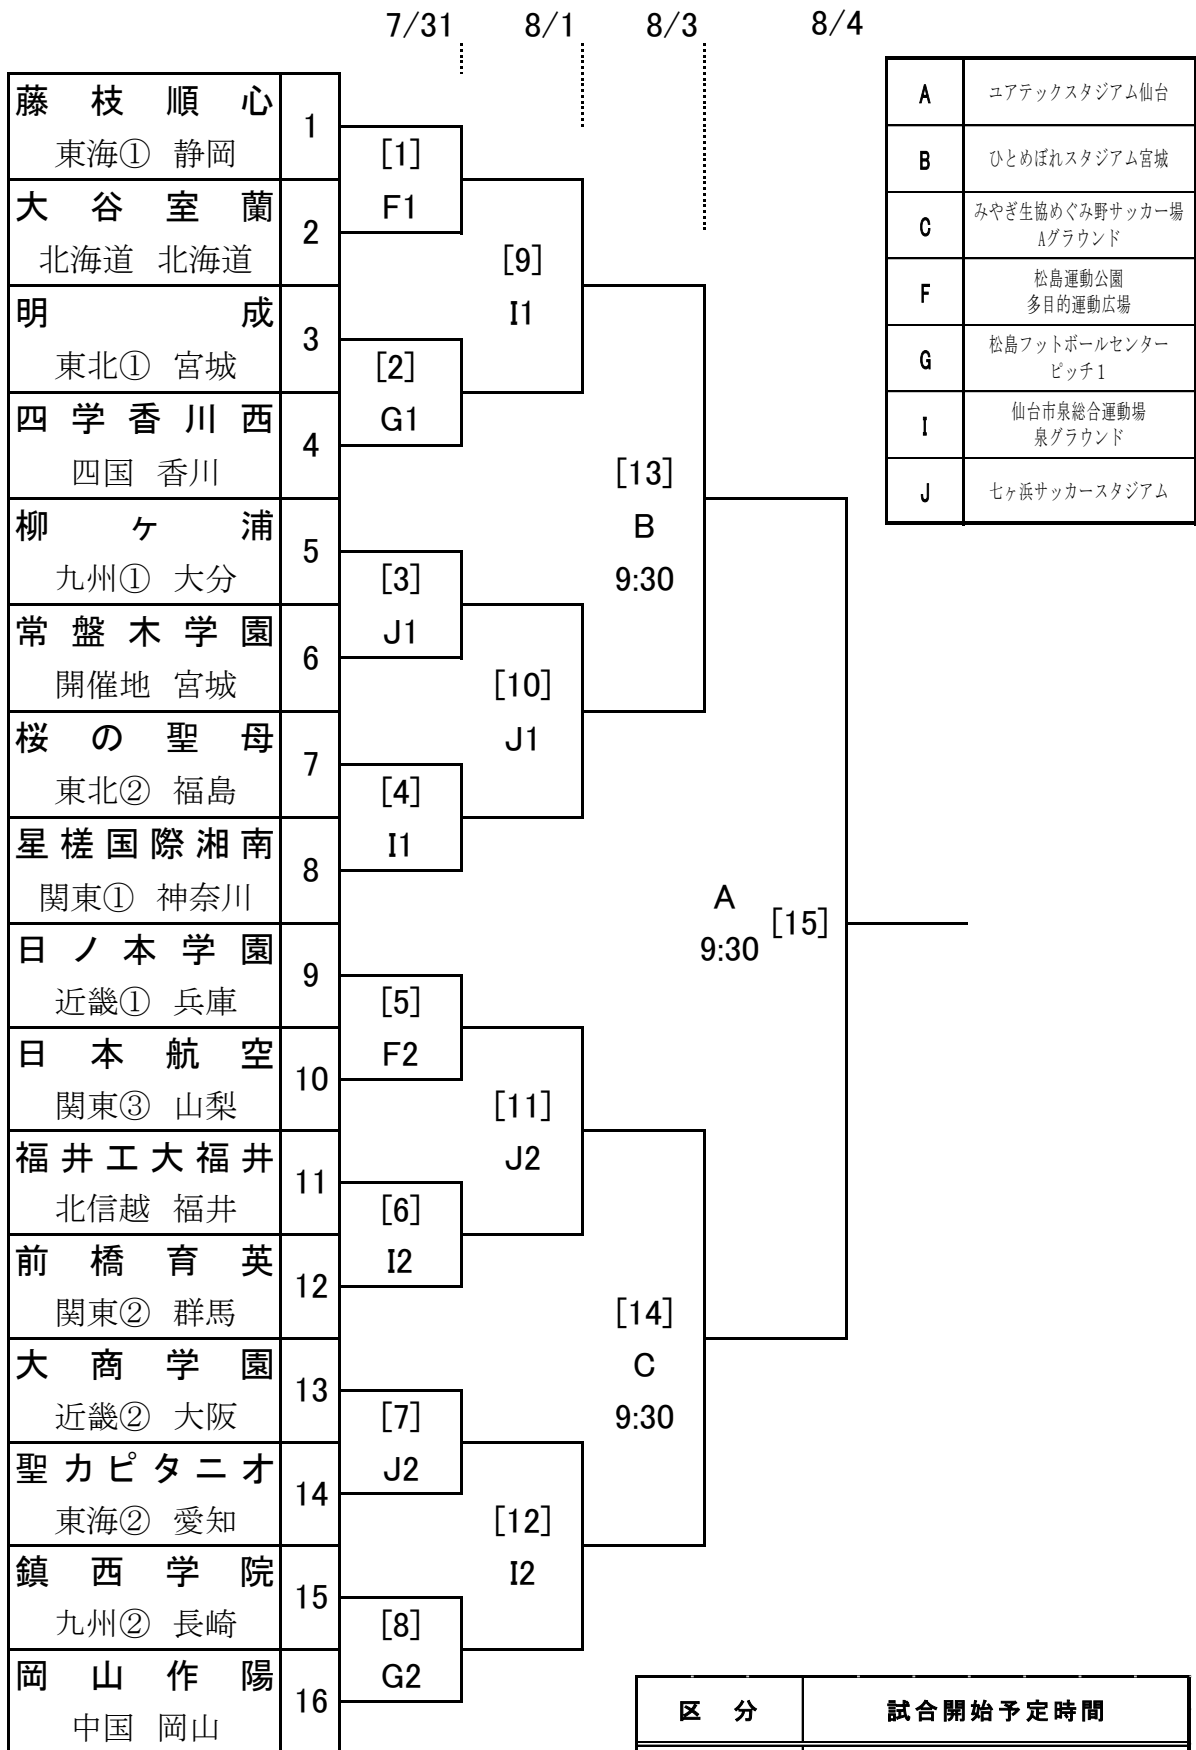 7/31 8/1 8/3 8/4
A ユアテックスタジアム仙台
B ひとめぼれスタジアム宮城
C みやぎ生協めぐみ野サッカー場
Aグラウンド
F 松島運動公園
多目的運動広場
G 松島フットボールセンター
ピッチ1
I 仙台市泉総合運動場
泉グラウンド
J 七ヶ浜サッカースタジアム
藤枝順心
東海① 静岡
1
大谷室蘭
北海道 北海道
2
明成
東北① 宮城
3
四学香川西
四国 香川
4
柳ヶ浦
九州① 大分
5
常盤木学園
開催地 宮城
6
桜の聖母
東北② 福島
7
星槎国際湘南
関東① 神奈川
8
日ノ本学園
近畿① 兵庫
9
日本航空
関東③ 山梨
10
福井工大福井
北信越 福井
11
前橋育英
関東② 群馬
12
大商学園
近畿② 大阪
13
聖カピタニオ
東海② 愛知
14
鎮西学院
九州② 長崎
15
岡山作陽
中国 岡山
16
[1]
F1
[2]
G1
[3]
J1
[4]
I1
[5]
F2
[6]
I2
[7]
J2
[8]
G2
[9]
I1
[10]
J1
[11]
J2
[12]
I2
[13]
B
9:30
[14]
C
9:30
A
9:30
[15]
区分 試合開始予定時間